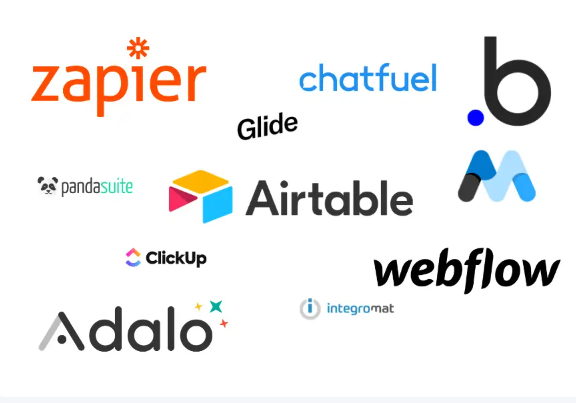 zapier
chatfuel
.b
Glide
pandasuite
Airtable
ClickUp
webflow
integromat
Adalo